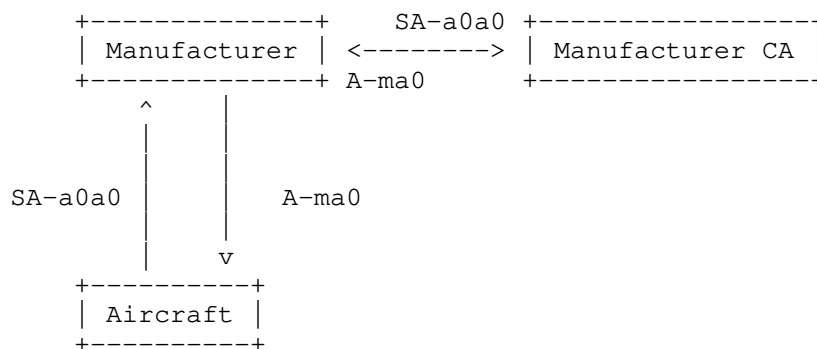 SA-a0a0
Manufacturer
Manufacturer CA
A-ma0
SA-a0a0
A-ma0
Aircraft